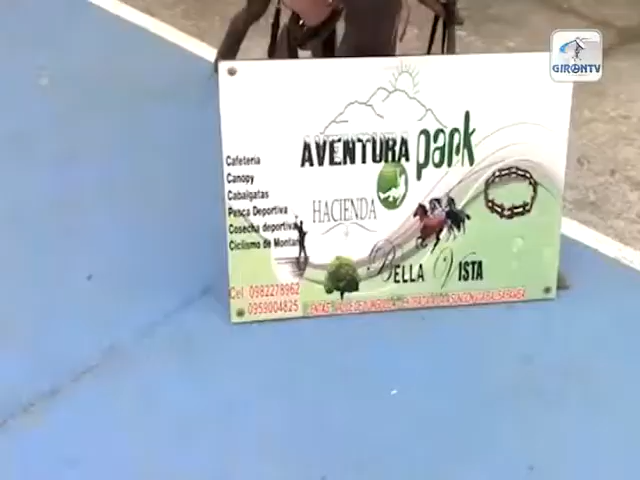 GIRONTV
AVENTURA park
Cafeteria
Canopy
Cabalgatas
Pesca Deportiva
Cosecha deportiva
Ciclismo de Montaña
HACIENDA
BELLA VISTA
Cel: 0982278962
0959004825